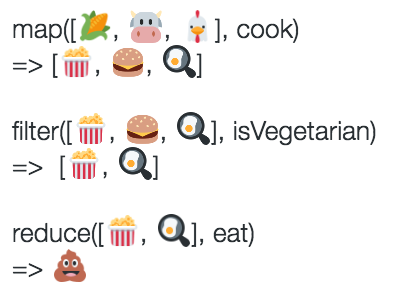 map([🌽, 🐮, 🐔], cook)
=> [🍿, 🍔, 🍳]
filter([🍿, 🍔, 🍳], isVegetarian)
=> [🍿, 🍳]
reduce([🍿, 🍳], eat)
=> 💩